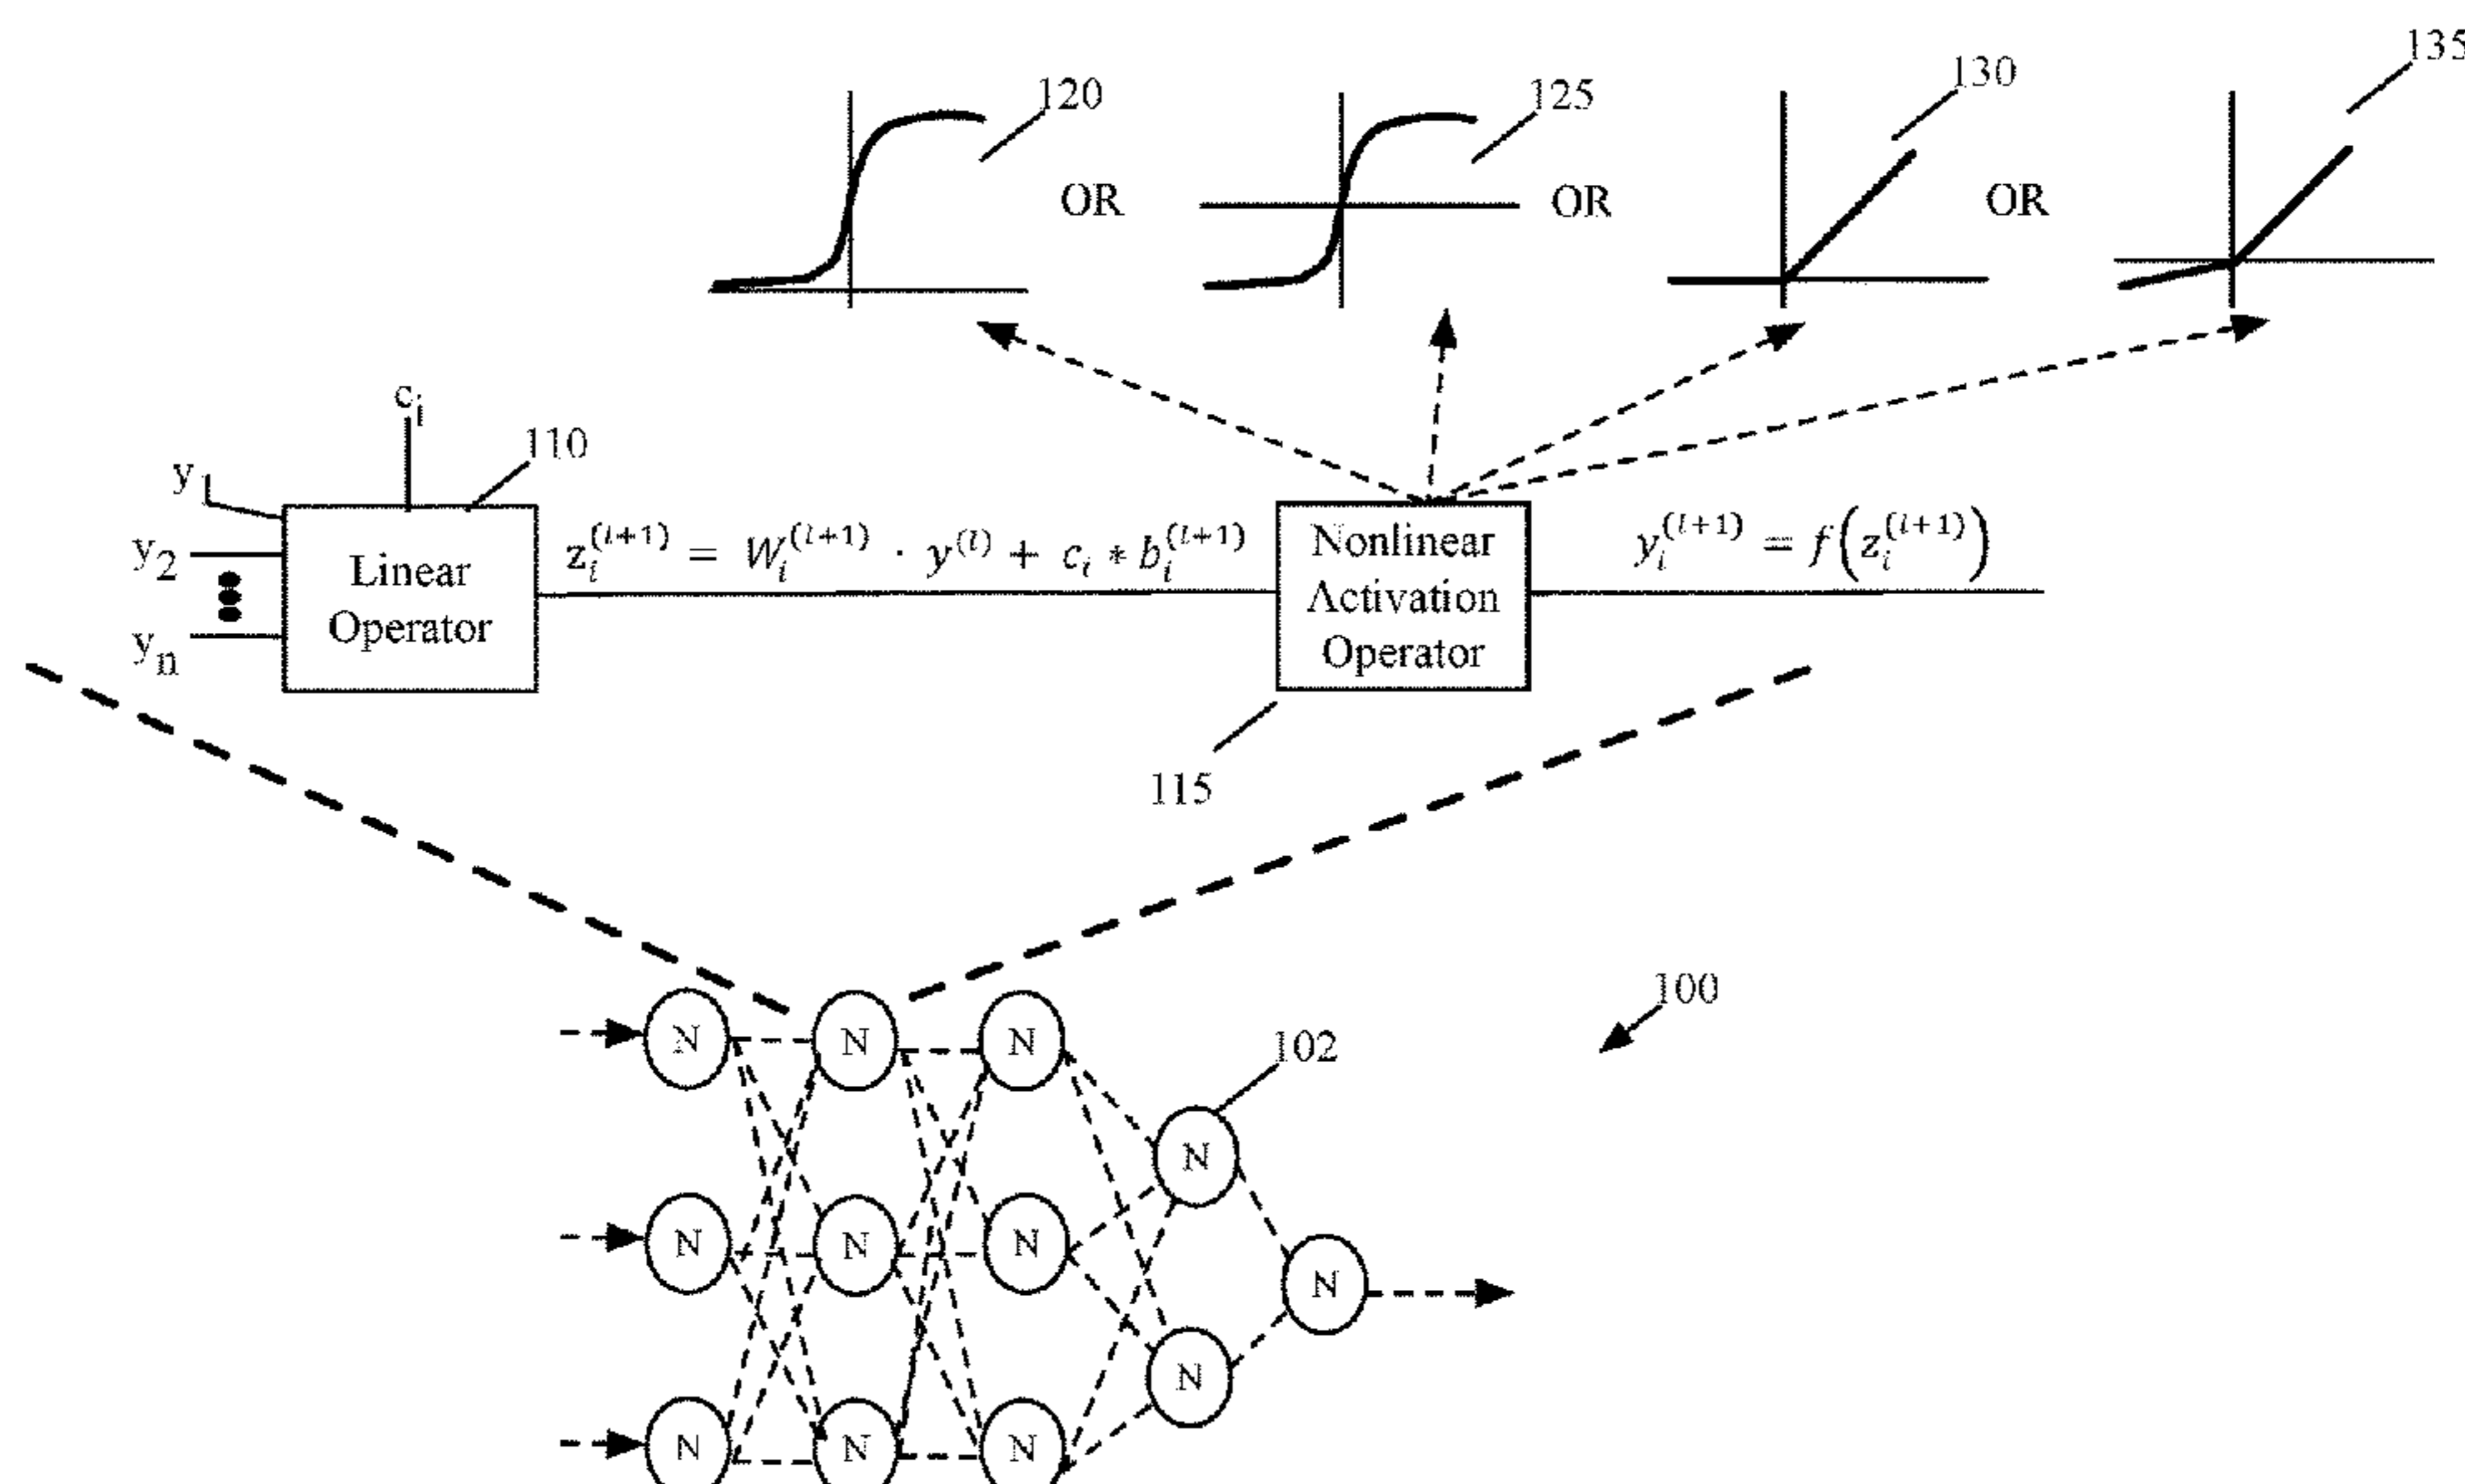 120
125
130
135
OR
OR
OR
c_i
110
y_1
y_2
y_n
Linear
Operator
z_i^{(l+1)} = W_i^{(l+1)} · y^{(l)} + c_i * b_i^{(l+1)}
Nonlinear
Activation
Operator
y_i^{(l+1)} = f(z_i^{(l+1)})
115
100
102
N N N
N
N N N
N
N
N N N